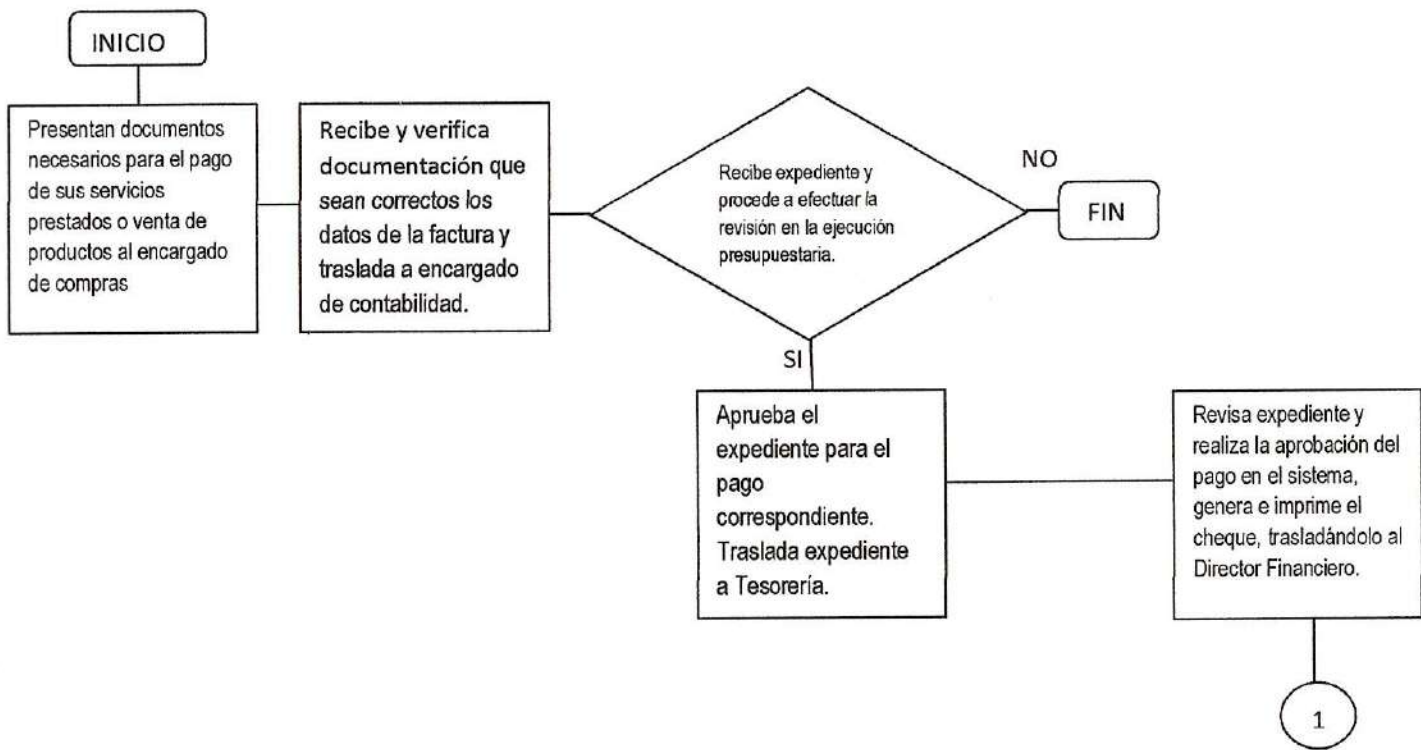 INICIO
Presentan documentos
necesarios para el pago
de sus servicios
prestados o venta de
productos al encargado
de compras
Recibe y verifica
documentación que
sean correctos los
datos de la factura y
traslada a encargado
de contabilidad.
Recibe expediente y
procede a efectuar la
revisión en la ejecución
presupuestaria.
NO
FIN
SI
Aprueba el
expediente para el
pago
correspondiente.
Traslada expediente
a Tesorería.
Revisa expediente y
realiza la aprobación del
pago en el sistema,
genera e imprime el
cheque, trasladándolo al
Director Financiero.
1